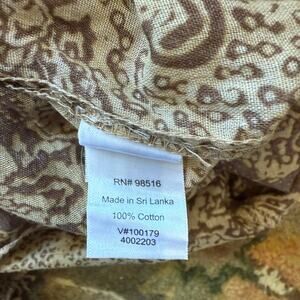 RN# 98516
Made in Sri Lanka
100% Cotton
V#100179
4002203